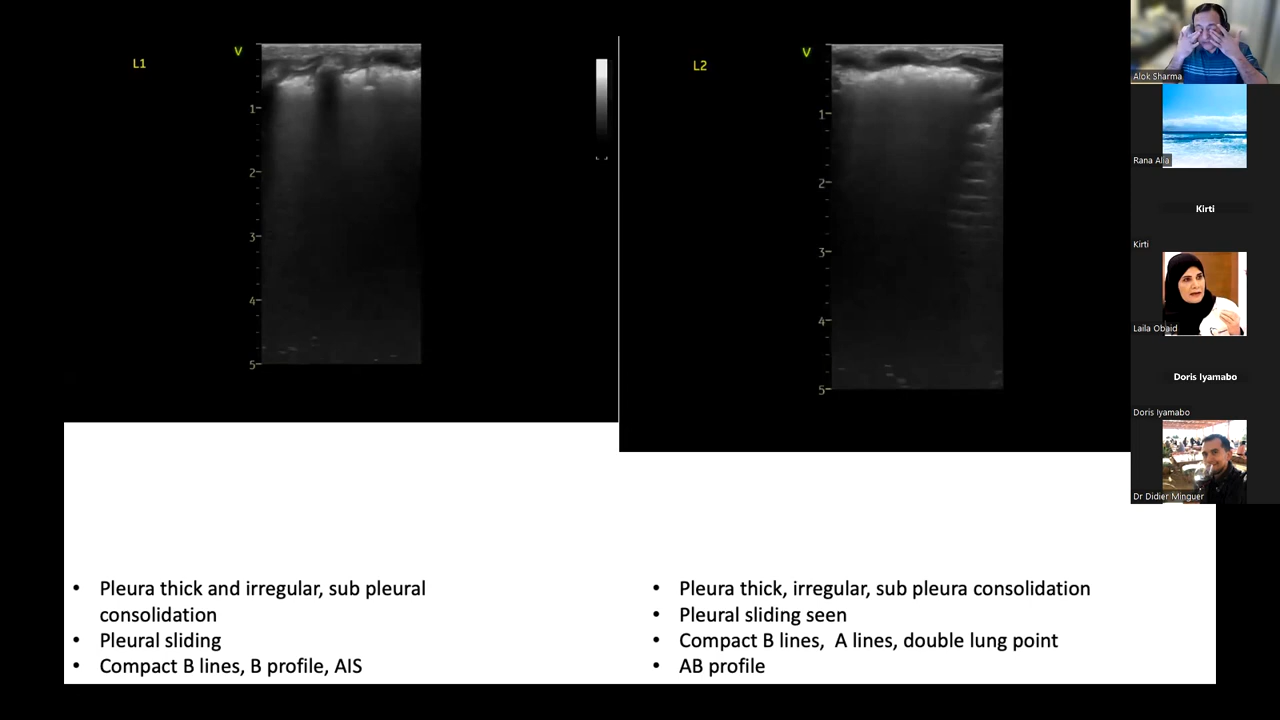 L1
V
1
2
3
4
5
L2
V
1
2
3
4
5
• Pleura thick and irregular, sub pleural
consolidation
• Pleural sliding
• Compact B lines, B profile, AIS
• Pleura thick, irregular, sub pleura consolidation
• Pleural sliding seen
• Compact B lines, A lines, double lung point
• AB profile
Alok Sharma
Rana Alia
Kirti
Kirti
Laila Obaid
Doris Iyamabo
Doris Iyamabo
Dr Didier Minguer